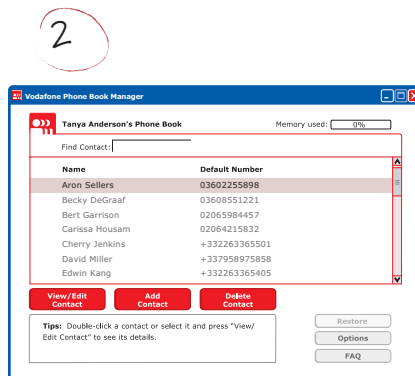 2
Vodafone Phone Book Manager
Tanya Anderson's Phone Book Memory used: 0%
Find Contact:
Name Default Number
Aron Sellers 03602255898
Becky DeGraaf 03608551221
Bert Garrison 02065984457
Carissa Housam 02064215832
Cherry Jenkins +332263365501
David Miller +337958975858
Edwin Kang +332263365405
View/Edit Contact Add Contact Delete Contact
Tips: Double-click a contact or select it and press "View/
Edit Contact" to see its details.
Restore
Options
FAQ